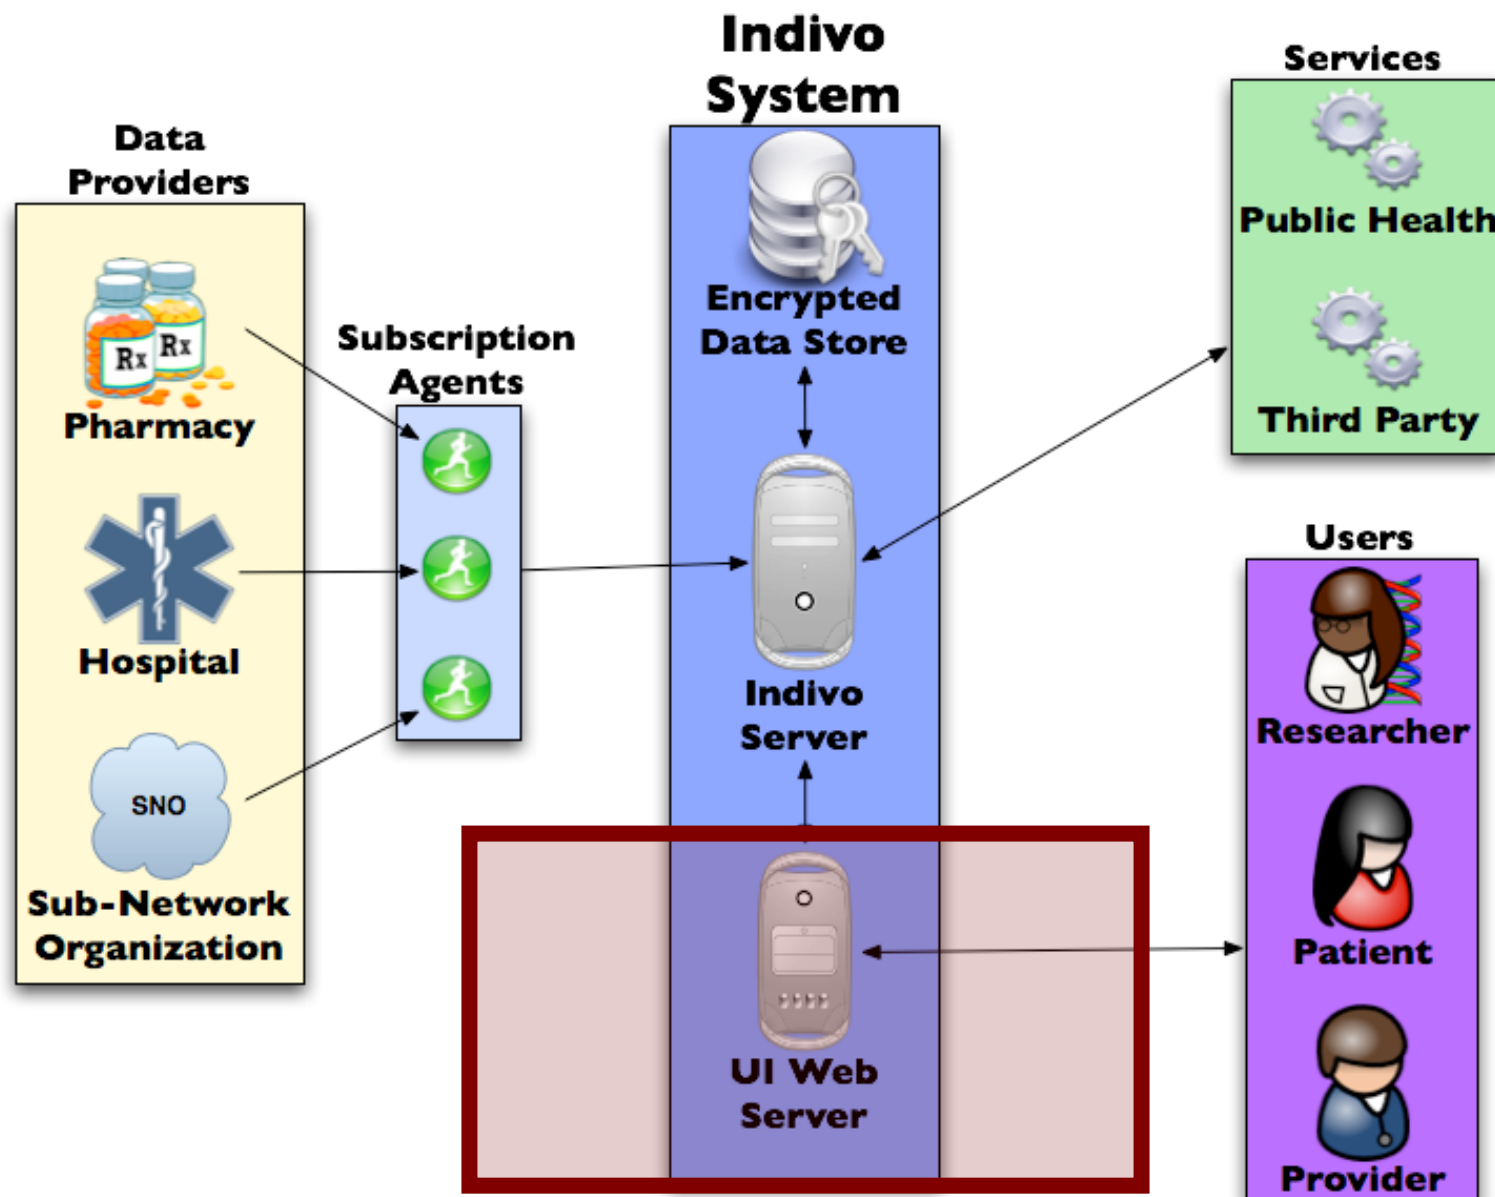 Indivo
System
Data
Providers
Rx
Rx
Pharmacy
Hospital
SNO
Sub-Network
Organization
Subscription
Agents
Encrypted
Data Store
Indivo
Server
UI Web
Server
Services
Public Health
Third Party
Users
Researcher
Patient
Provider